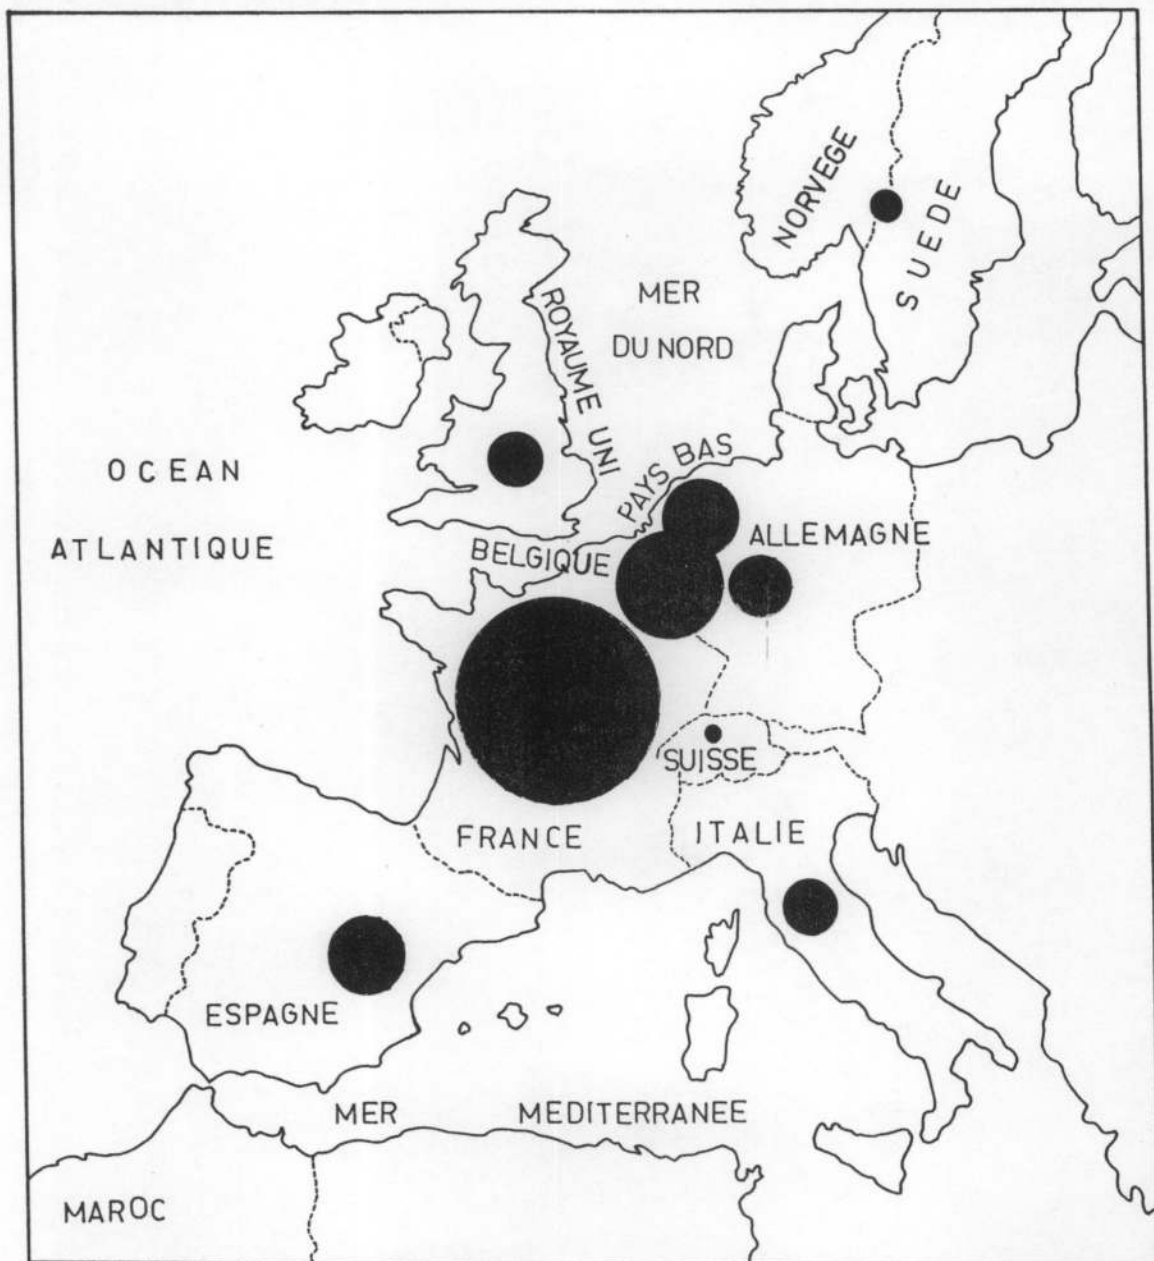 NORVEGE
SUEDE
MER
DU NORD
ROYAUME UNI
OCEAN
ATLANTIQUE
PAYS BAS
BELGIQUE
ALLEMAGNE
SUISSE
FRANCE
ITALIE
ESPAGNE
MER MEDITERRANEE
MAROC